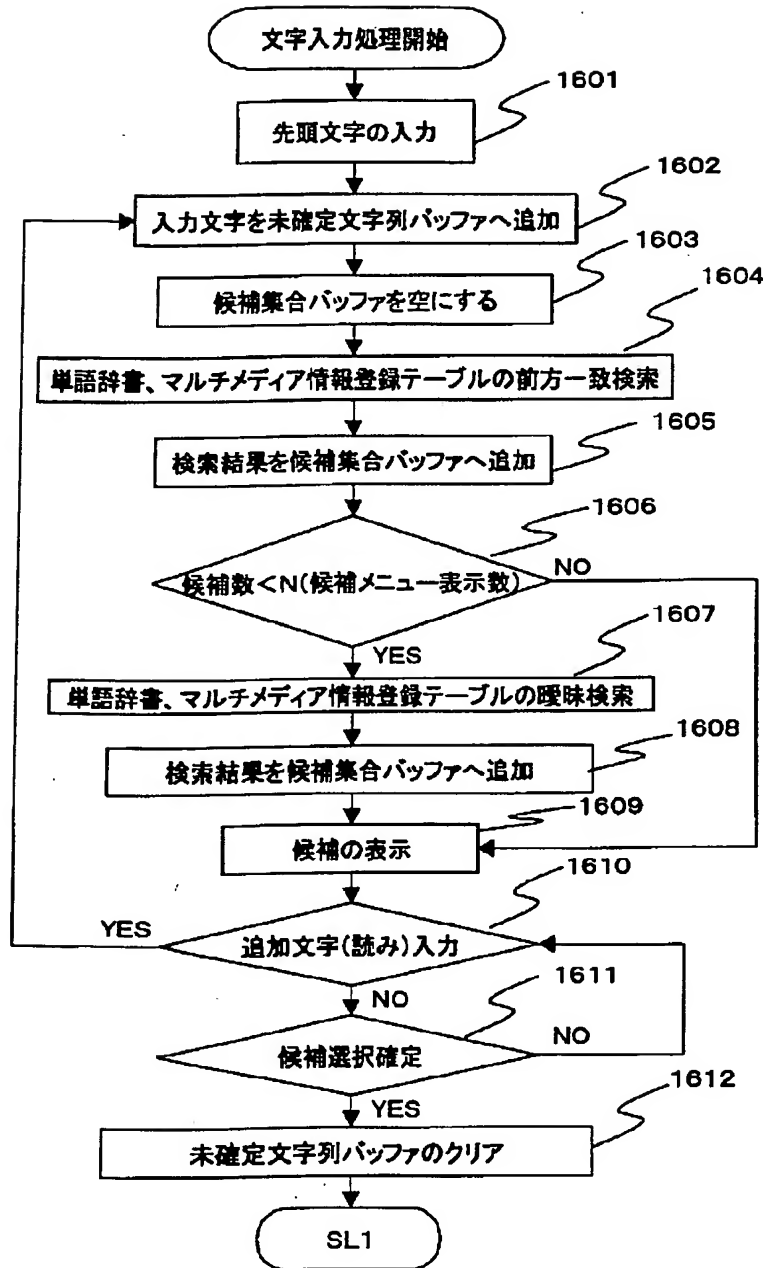 文字入力処理開始
1601
先頭文字の入力
1602
入力文字を未確定文字列バッファへ追加
1603
候補集合バッファを空にする
1604
単語辞書、マルチメディア情報登録テーブルの前方一致検索
1605
検索結果を候補集合バッファへ追加
1606
候補数<N(候補メニュー表示数)
NO
1607
YES
単語辞書、マルチメディア情報登録テーブルの曖昧検索
1608
検索結果を候補集合バッファへ追加
1609
候補の表示
1610
YES
追加文字(読み)入力
NO
1611
候補選択確定
NO
YES
1612
未確定文字列バッファのクリア
SL1